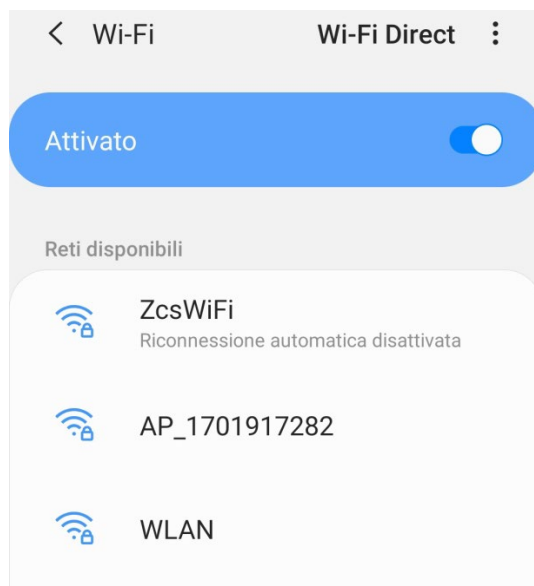 Wi-Fi Wi-Fi Direct
Attivato
Reti disponibili
ZcsWiFi
Riconnessione automatica disattivata
AP_1701917282
WLAN